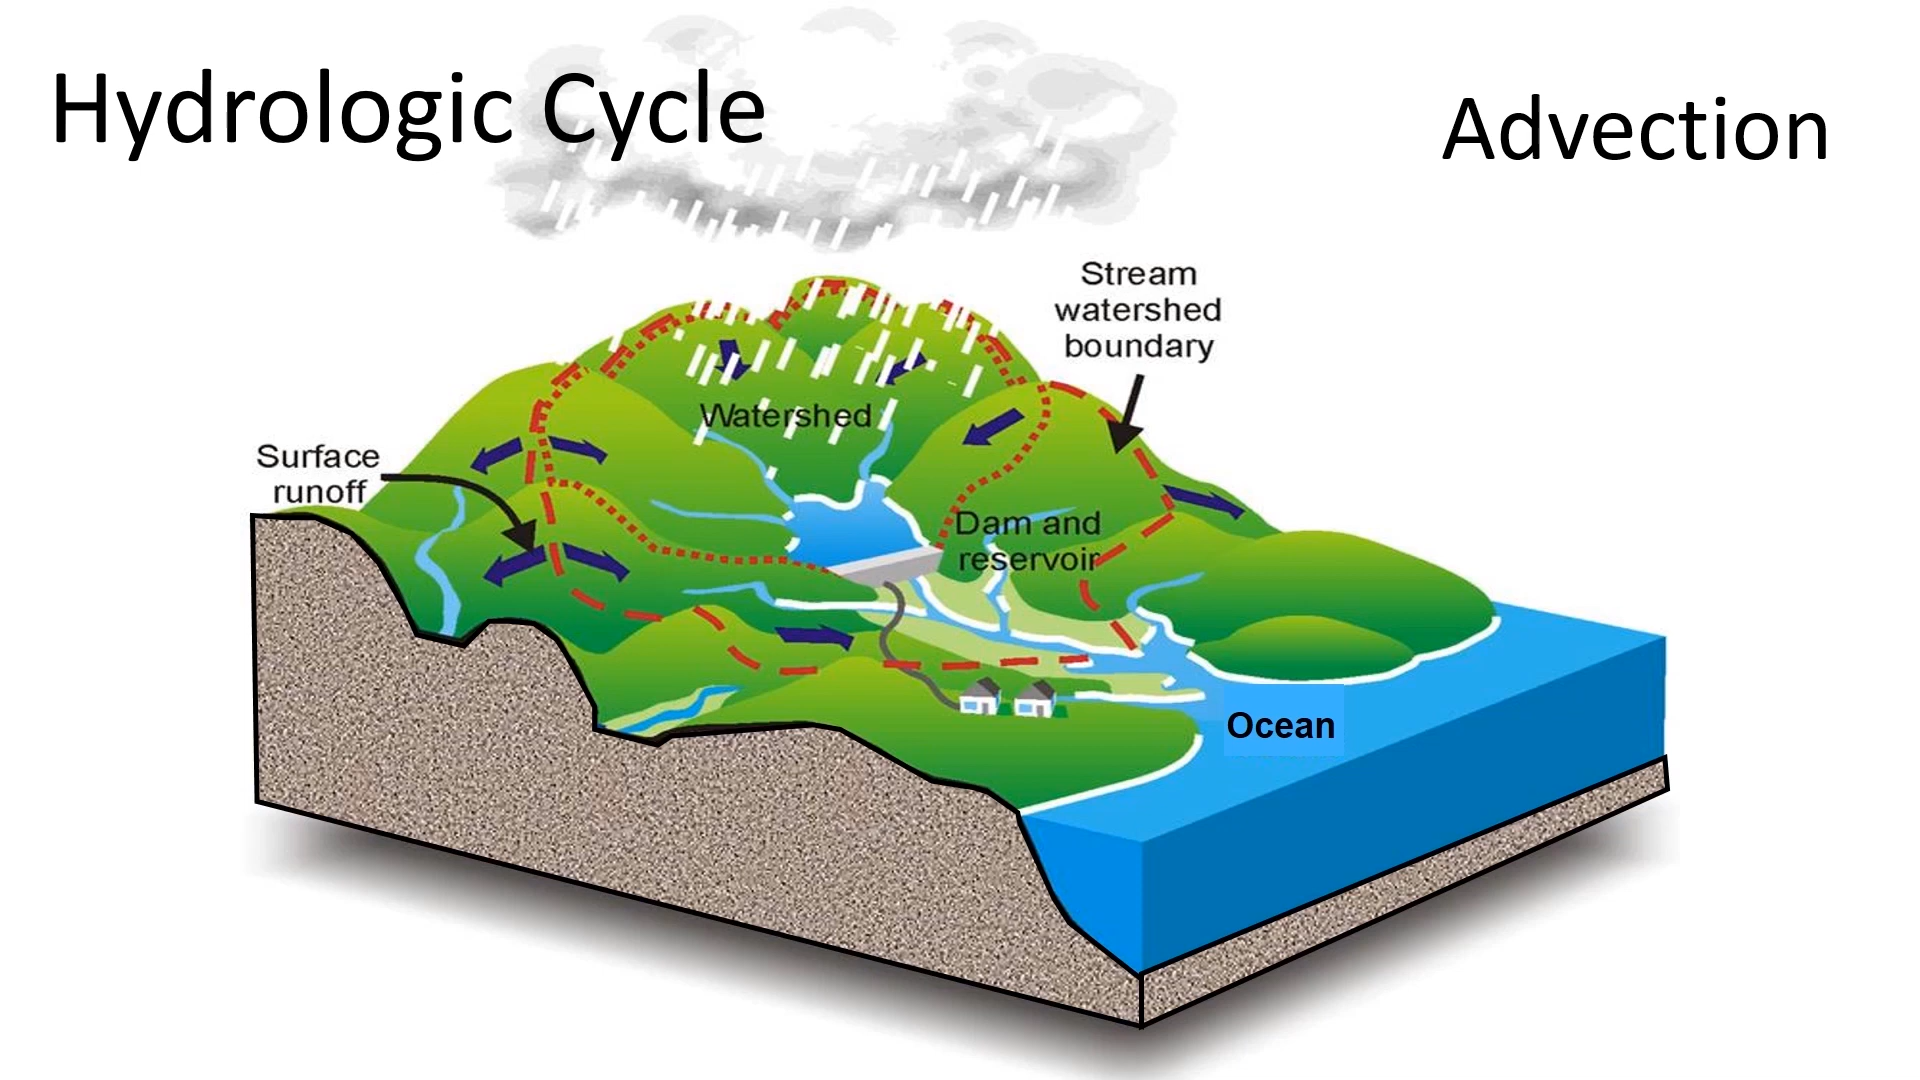 Hydrologic Cycle
Advection
Stream
watershed
boundary
Watershed
Surface
runoff
Dam and
reservoir
Ocean